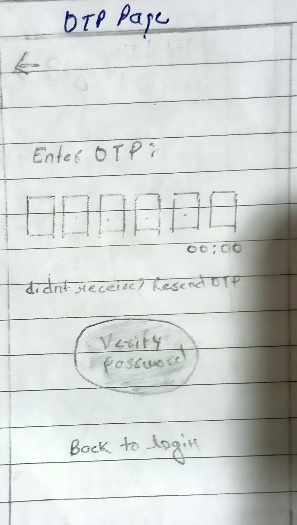 OTP Page
Enter OTP:
00:00
didnt receive? Resend OTP
Verify
Password
Back to login